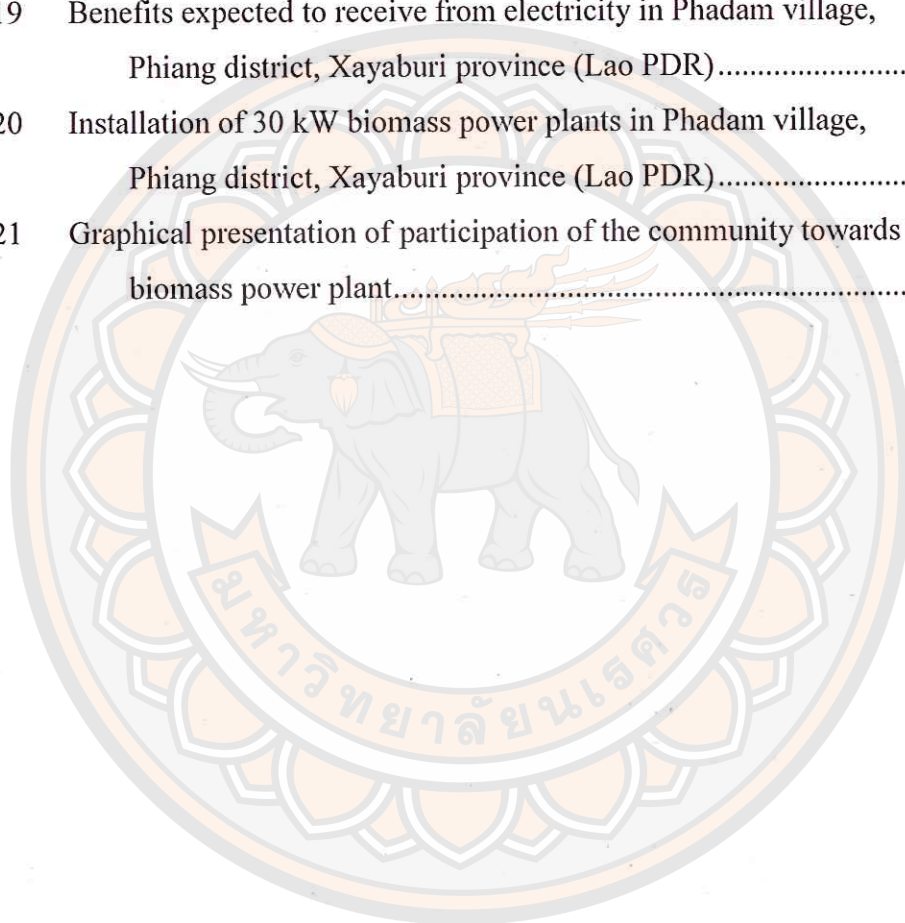 19 Benefits expected to receive from electricity in Phadam village,
Phiang district, Xayaburi province (Lao PDR)........................
20 Installation of 30 kW biomass power plants in Phadam village,
Phiang district, Xayaburi province (Lao PDR)........................
21 Graphical presentation of participation of the community towards
biomass power plant................................................................
มหาวิทยาลัยนเรศวร